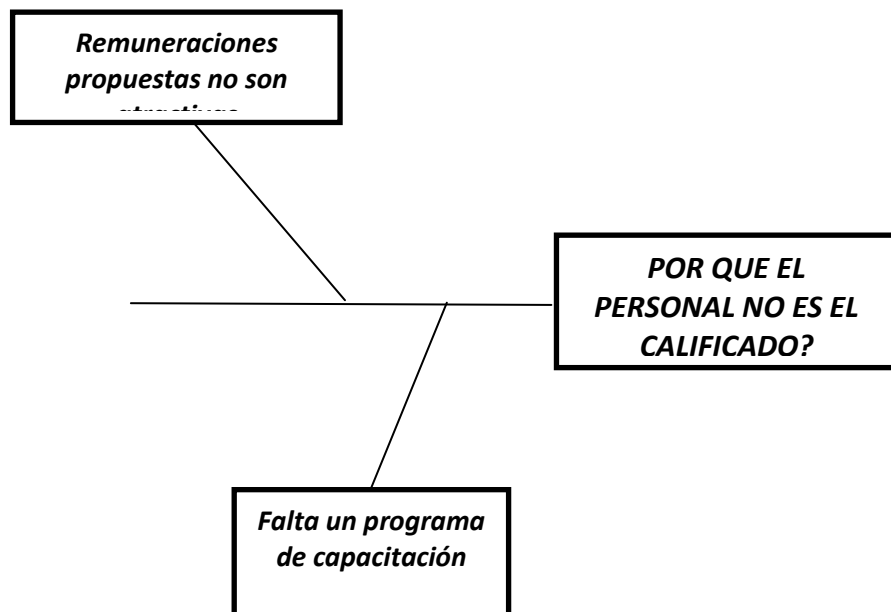 Remuneraciones
propuestas no son
POR QUE EL
PERSONAL NO ES EL
CALIFICADO?
Falta un programa
de capacitación